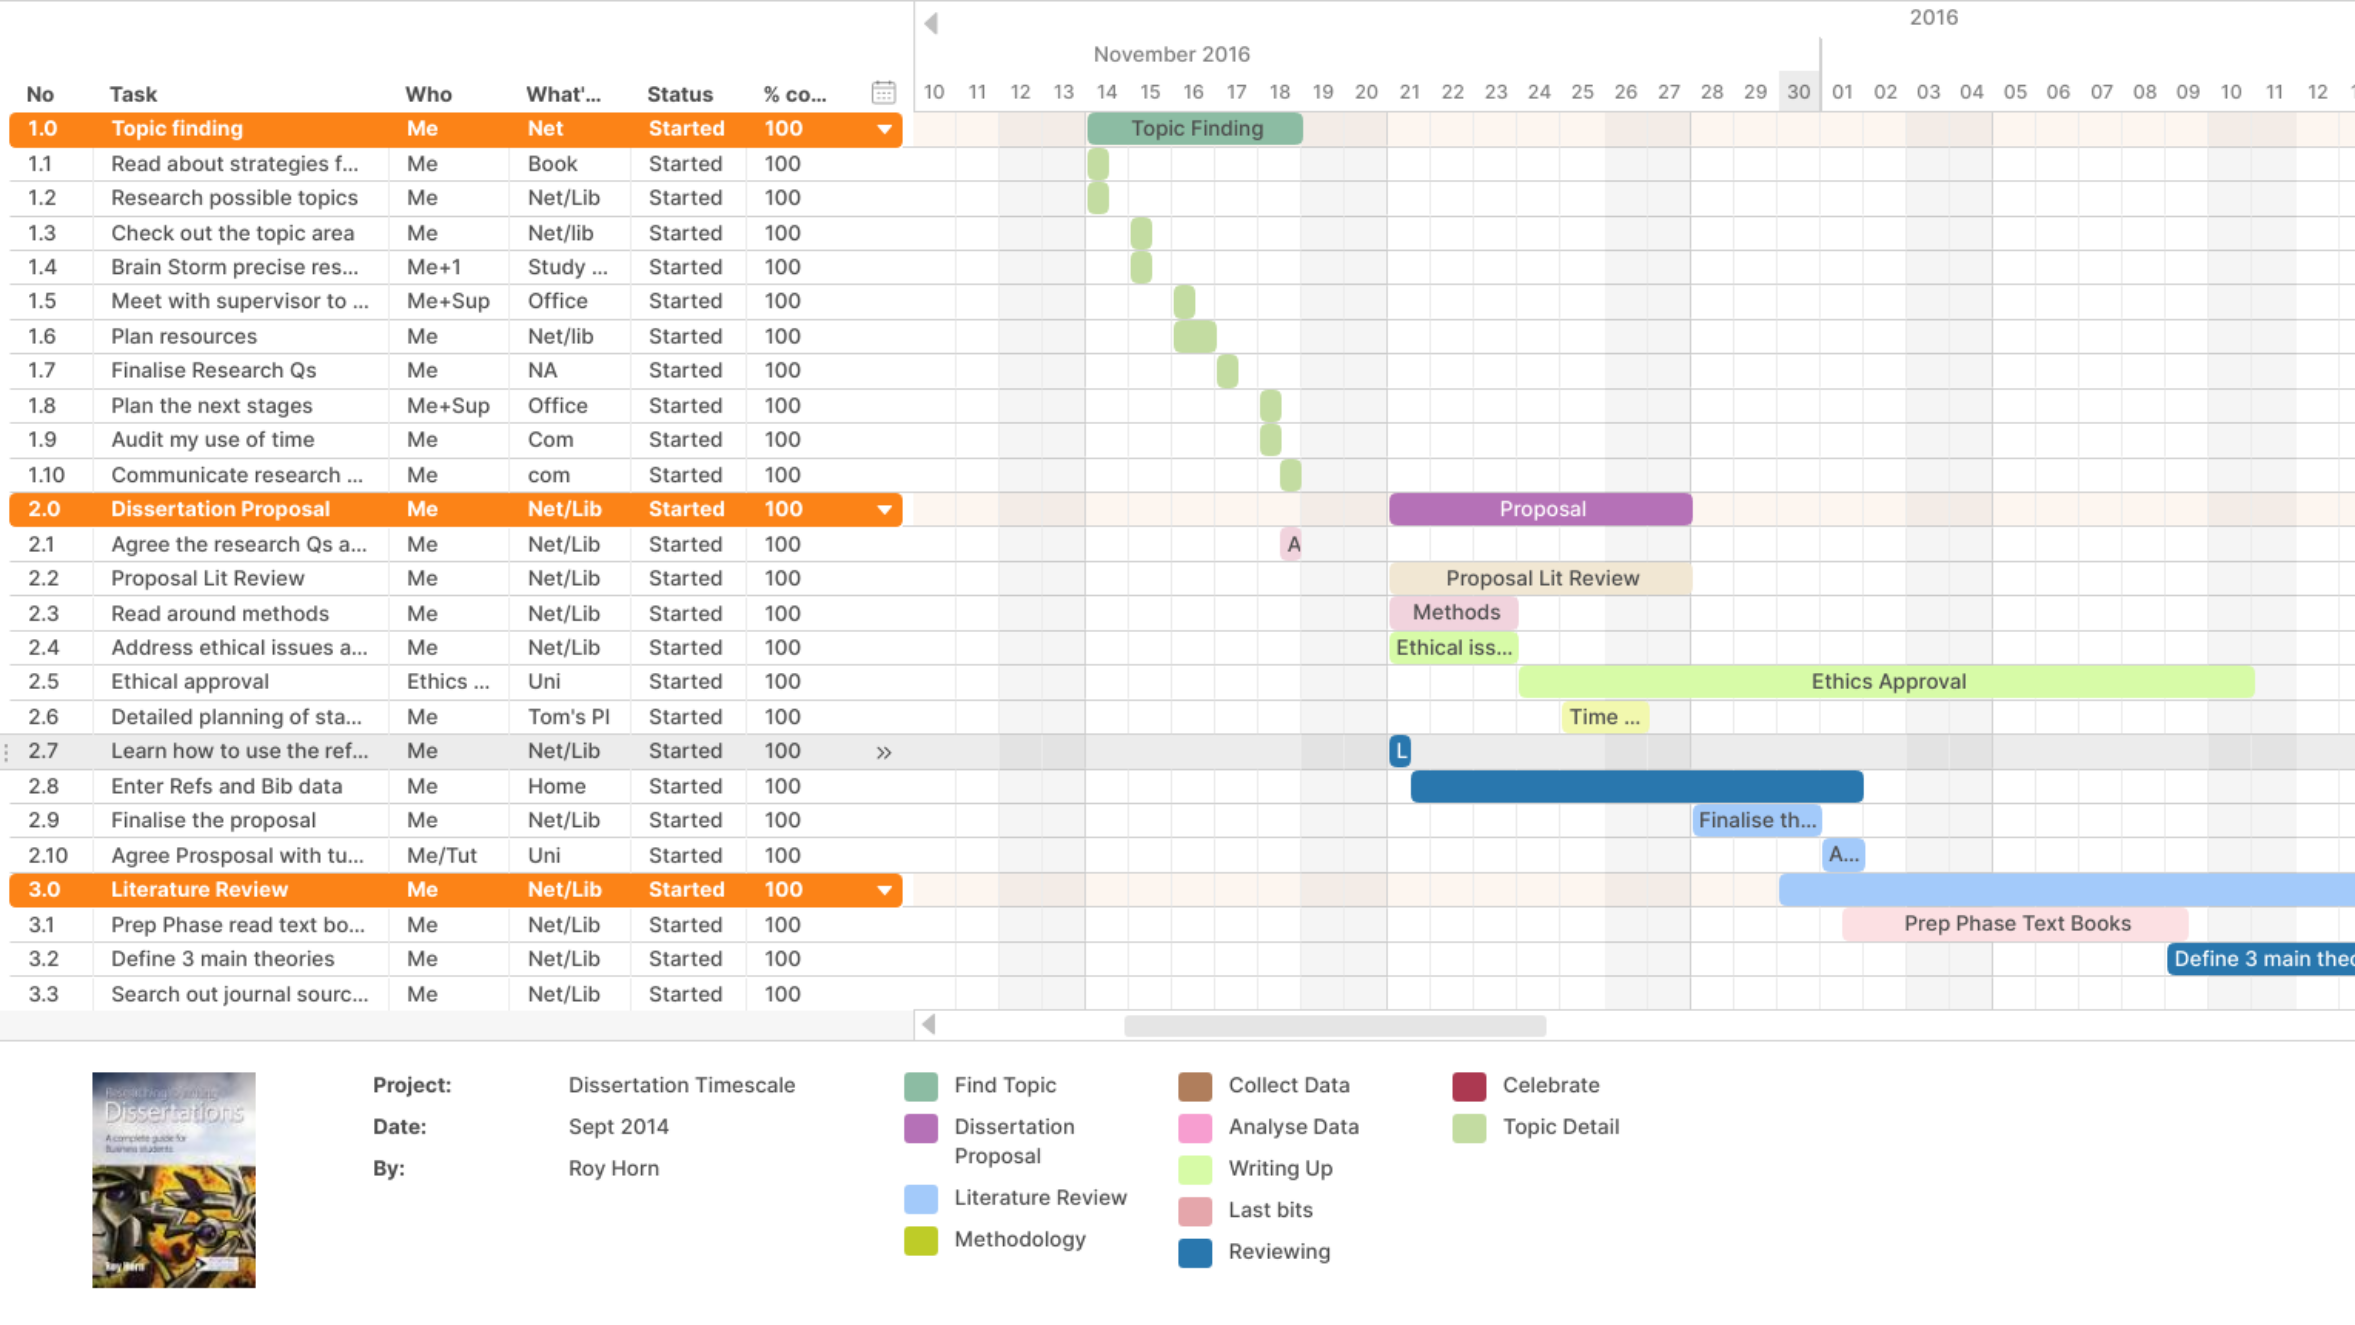 2016
November 2016
No Task Who What'... Status % co... 10 11 12 13 14 15 16 17 18 19 20 21 22 23 24 25 26 27 28 29 30 01 02 03 04 05 06 07 08 09 10 11 12
1.0 Topic finding Me Net Started 100 Topic Finding
1.1 Read about strategies f... Me Book Started 100
1.2 Research possible topics Me Net/Lib Started 100
1.3 Check out the topic area Me Net/lib Started 100
1.4 Brain Storm precise res... Me+1 Study ... Started 100
1.5 Meet with supervisor to ... Me+Sup Office Started 100
1.6 Plan resources Me Net/lib Started 100
1.7 Finalise Research Qs Me NA Started 100
1.8 Plan the next stages Me+Sup Office Started 100
1.9 Audit my use of time Me Com Started 100
1.10 Communicate research ... Me com Started 100
2.0 Dissertation Proposal Me Net/Lib Started 100 Proposal
2.1 Agree the research Qs a... Me Net/Lib Started 100 A
2.2 Proposal Lit Review Me Net/Lib Started 100 Proposal Lit Review
2.3 Read around methods Me Net/Lib Started 100 Methods
2.4 Address ethical issues a... Me Net/Lib Started 100 Ethical iss...
2.5 Ethical approval Ethics ... Uni Started 100 Ethics Approval
2.6 Detailed planning of sta... Me Tom's Pl Started 100 Time ...
2.7 Learn how to use the ref... Me Net/Lib Started 100 » L
2.8 Enter Refs and Bib data Me Home Started 100
2.9 Finalise the proposal Me Net/Lib Started 100 Finalise th...
2.10 Agree Prosposal with tu... Me/Tut Uni Started 100 A...
3.0 Literature Review Me Net/Lib Started 100
3.1 Prep Phase read text bo... Me Net/Lib Started 100 Prep Phase Text Books
3.2 Define 3 main theories Me Net/Lib Started 100 Define 3 main theo
3.3 Search out journal sourc... Me Net/Lib Started 100
Researching & Writing
Dissertations
A complete guide for
Business students
Roy Horn
Project: Dissertation Timescale
Date: Sept 2014
By: Roy Horn
Find Topic
Dissertation
Proposal
Literature Review
Methodology
Collect Data
Analyse Data
Writing Up
Last bits
Reviewing
Celebrate
Topic Detail